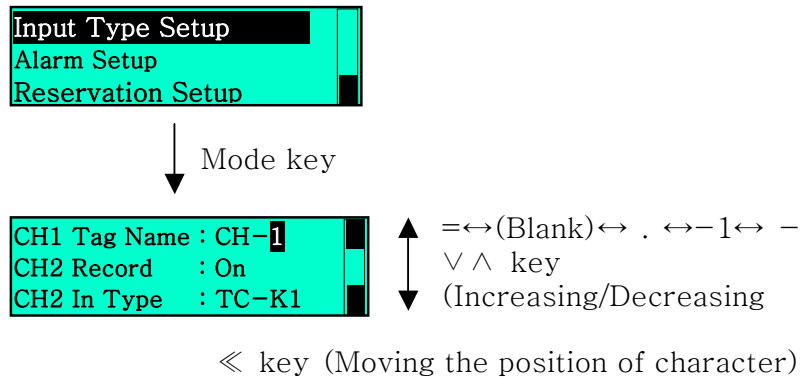 Input Type Setup
Alarm Setup
Reservation Setup
Mode key
CH1 Tag Name : CH-1
CH2 Record : On
CH2 In Type : TC-K1
=↔(Blank)↔ . ↔-1↔ -
∨∧ key
(Increasing/Decreasing
≪ key (Moving the position of character)